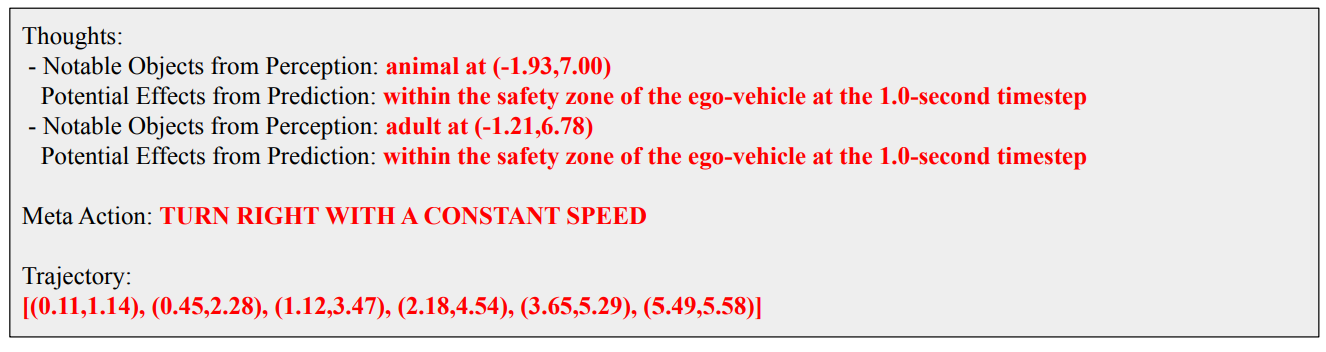 Thoughts:
- Notable Objects from Perception: animal at (-1.93,7.00)
Potential Effects from Prediction: within the safety zone of the ego-vehicle at the 1.0-second timestep
- Notable Objects from Perception: adult at (-1.21,6.78)
Potential Effects from Prediction: within the safety zone of the ego-vehicle at the 1.0-second timestep
Meta Action: TURN RIGHT WITH A CONSTANT SPEED
Trajectory:
[(0.11,1.14), (0.45,2.28), (1.12,3.47), (2.18,4.54), (3.65,5.29), (5.49,5.58)]